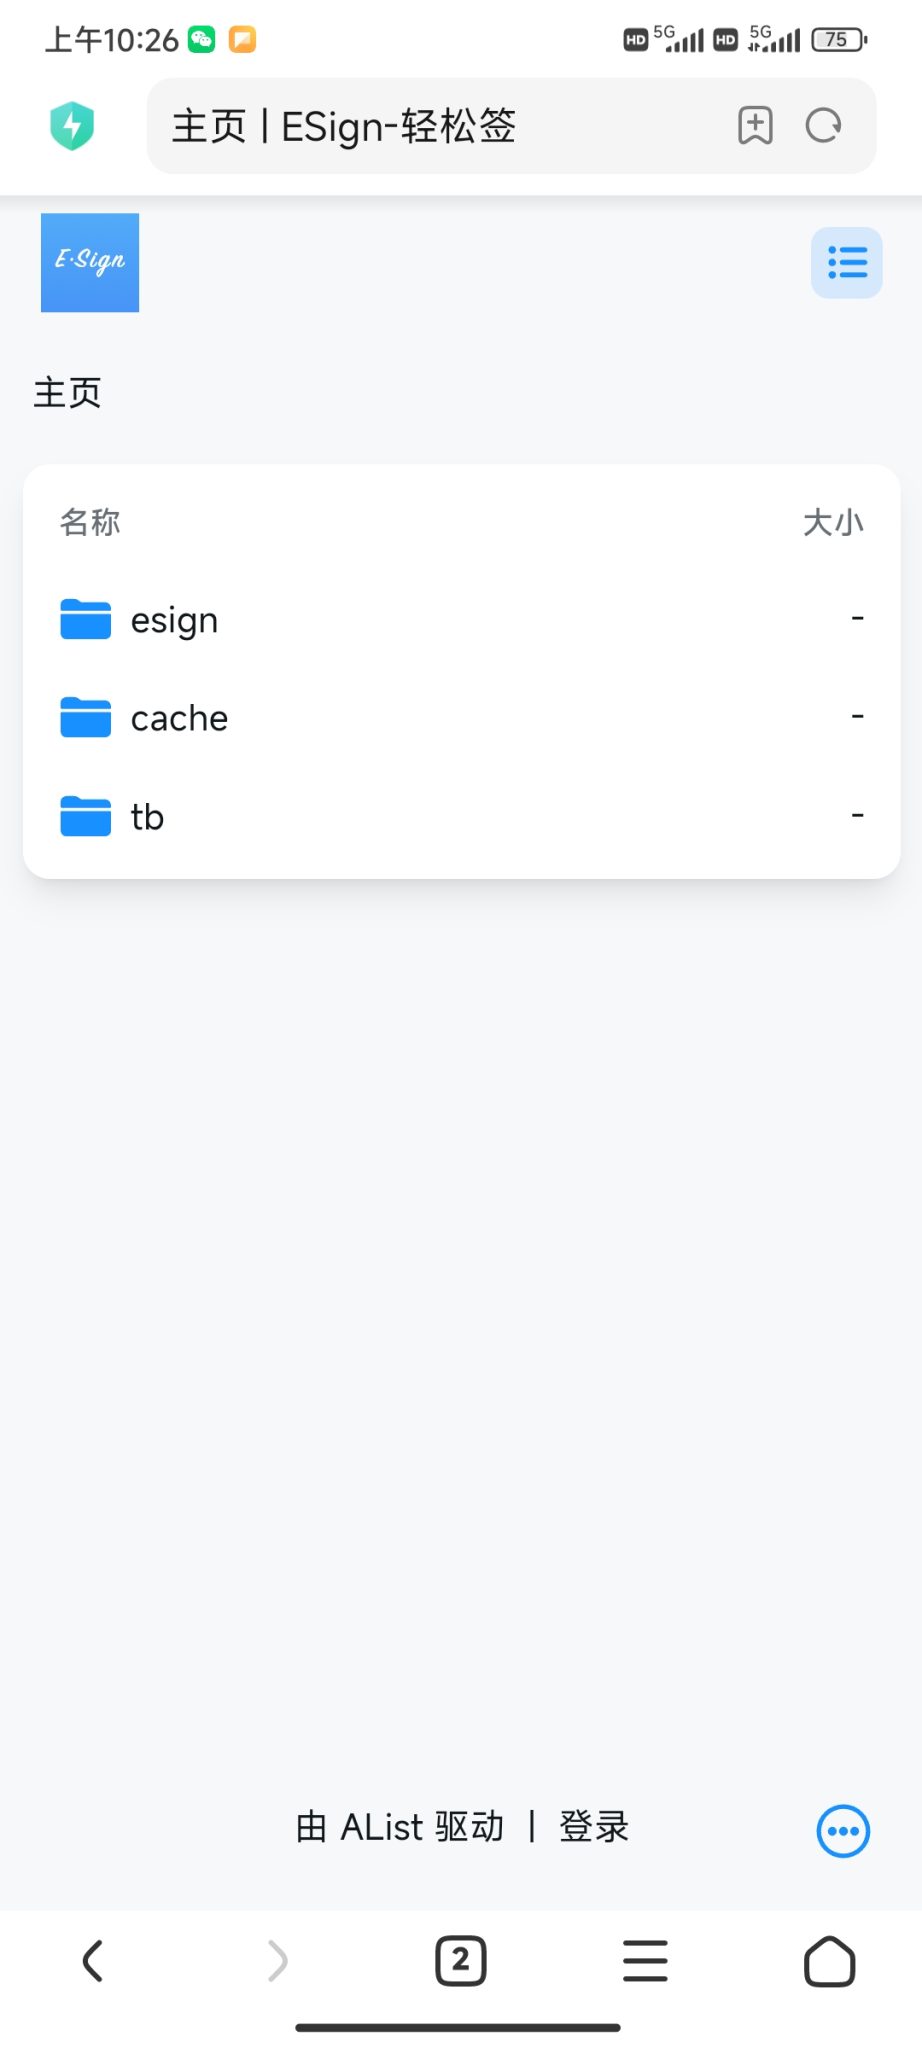 上午10:26 HD 5G HD 5G 75
主页 | ESign-轻松签
E·Sign
主页
名称 大小
esign -
cache -
tb -
由 AList 驱动 | 登录
2